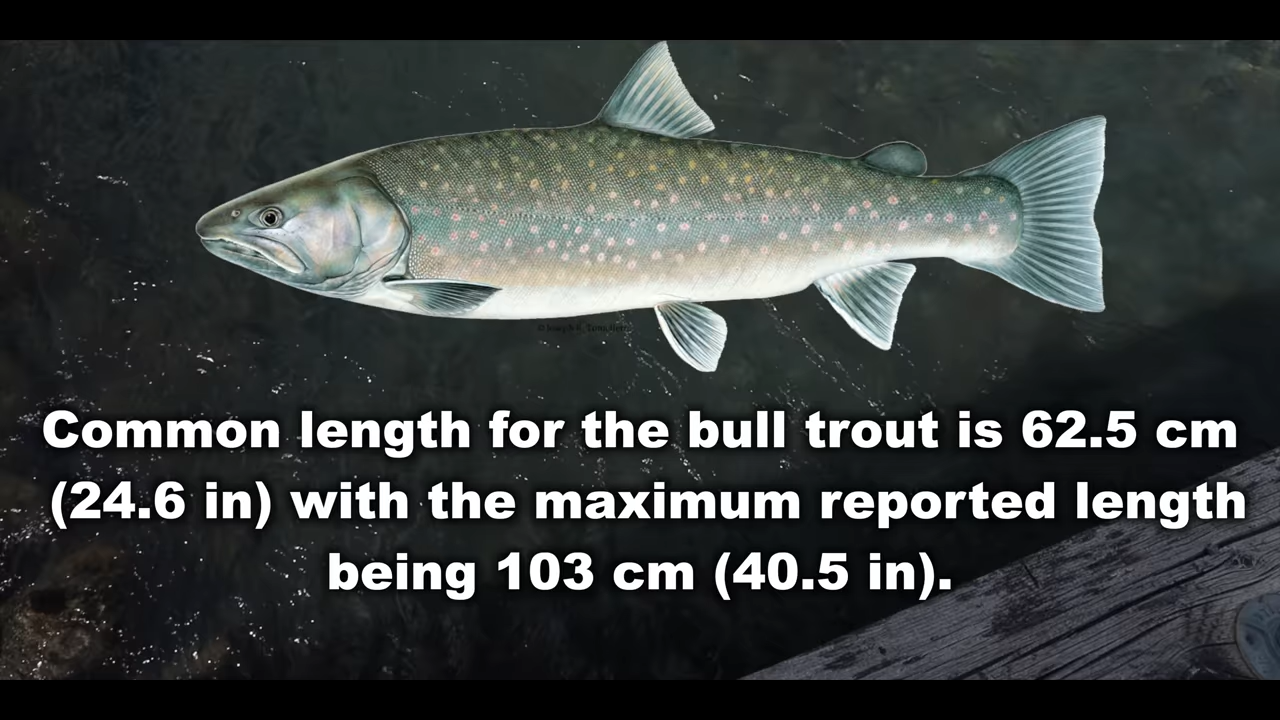 Common length for the bull trout is 62.5 cm
(24.6 in) with the maximum reported length
being 103 cm (40.5 in).